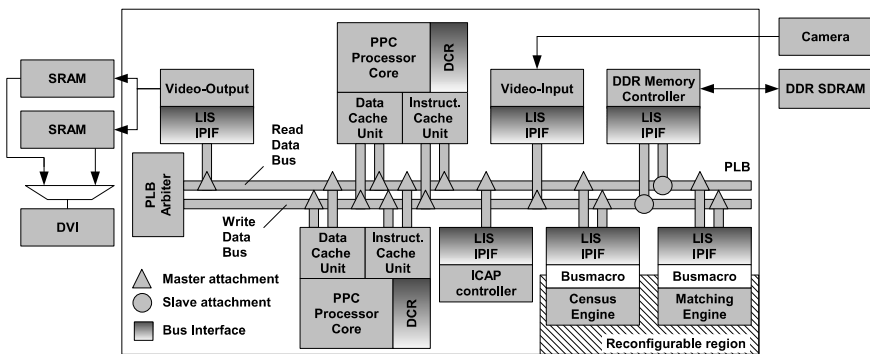 SRAM
SRAM
DVI
Video-Output
LIS
IPIF
Read
Data
Bus
PLB
Arbiter
Write
Data
Bus
PPC
Processor
Core
DCR
Data
Cache
Unit
Instruct.
Cache
Unit
Video-Input
LIS
IPIF
DDR Memory
Controller
LIS
IPIF
Camera
DDR SDRAM
PLB
Data
Cache
Unit
Instruct.
Cache
Unit
PPC
Processor
Core
DCR
LIS
IPIF
ICAP
controller
LIS
IPIF
Busmacro
Census
Engine
LIS
IPIF
Busmacro
Matching
Engine
Reconfigurable region
Master attachment
Slave attachment
Bus Interface